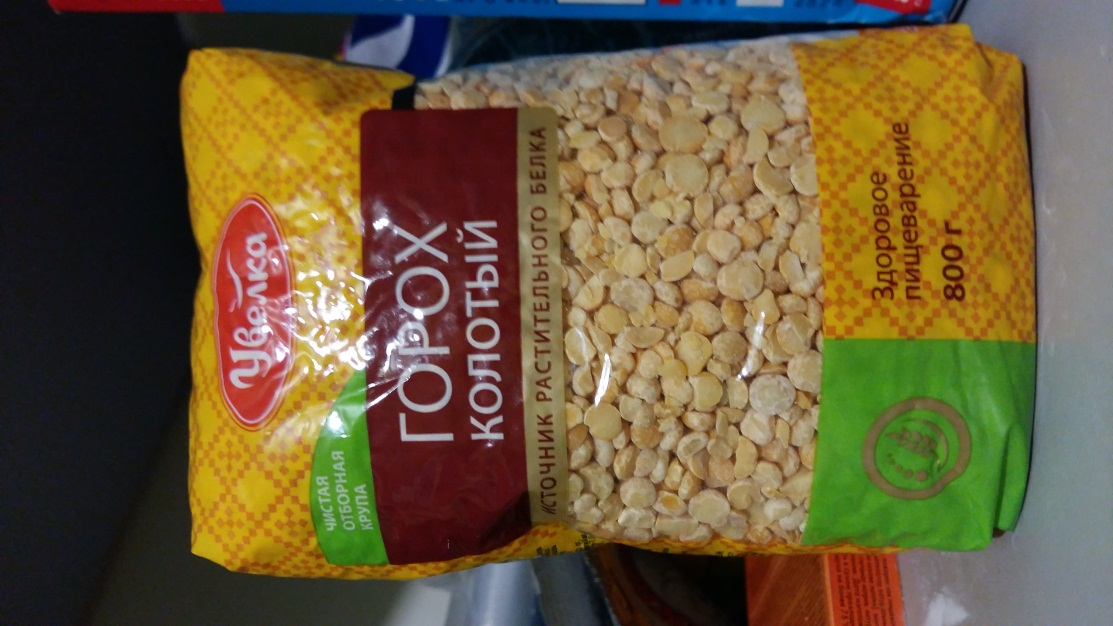 Увелка
ЧИСТАЯ
ОТБОРНАЯ
КРУПА
ГОРОХ
КОЛОТЫЙ
ИСТОЧНИК РАСТИТЕЛЬНОГО БЕЛКА
Здоровое
пищеварение
800 г